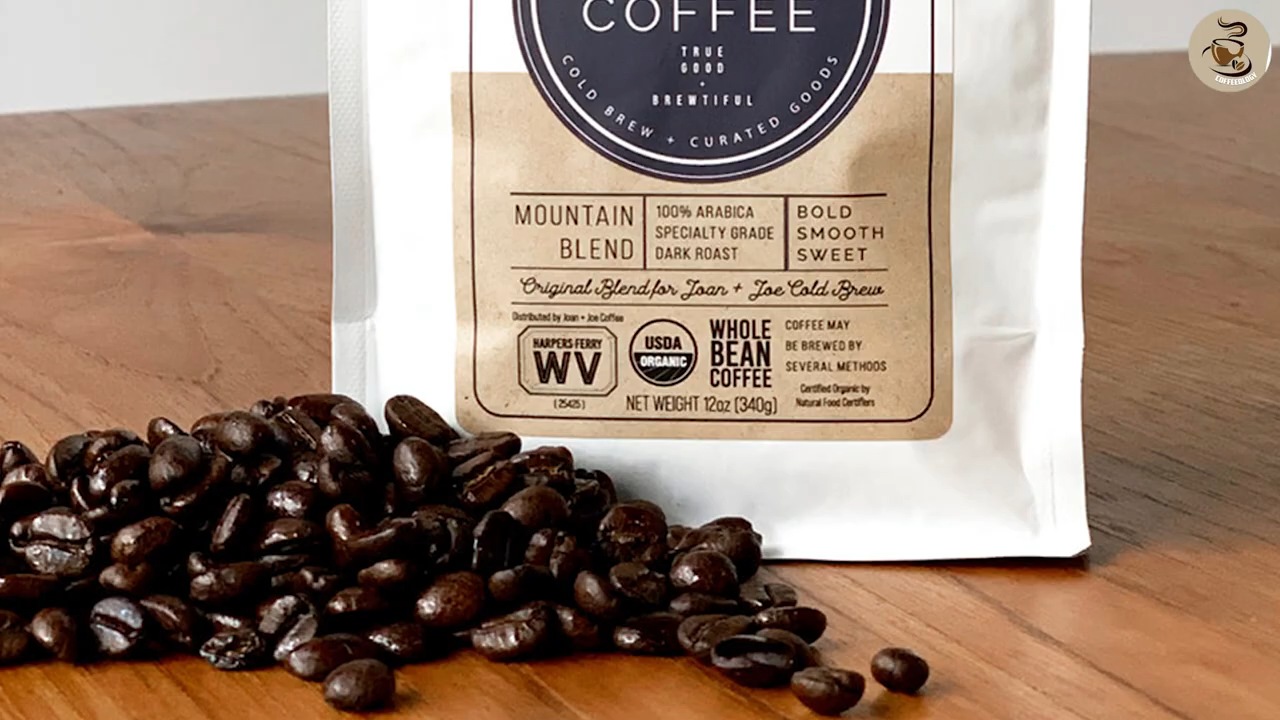 COFFEE
TRUE
GOOD
+
BREWTIFUL
COLD BREW + CURATED GOODS
MOUNTAIN
BLEND
100% ARABICA
SPECIALTY GRADE
DARK ROAST
BOLD
SMOOTH
SWEET
Original Blend for Joan + Joe Cold Brew
Distributed by Joan + Joe Coffee
HARPERS FERRY
WV
(25425)
USDA
ORGANIC
WHOLE
BEAN
COFFEE
NET WEIGHT 12oz (340g)
COFFEE MAY
BE BREWED BY
SEVERAL METHODS
Certified Organic by
Natural Food Certifiers
COFFEEOLOGY